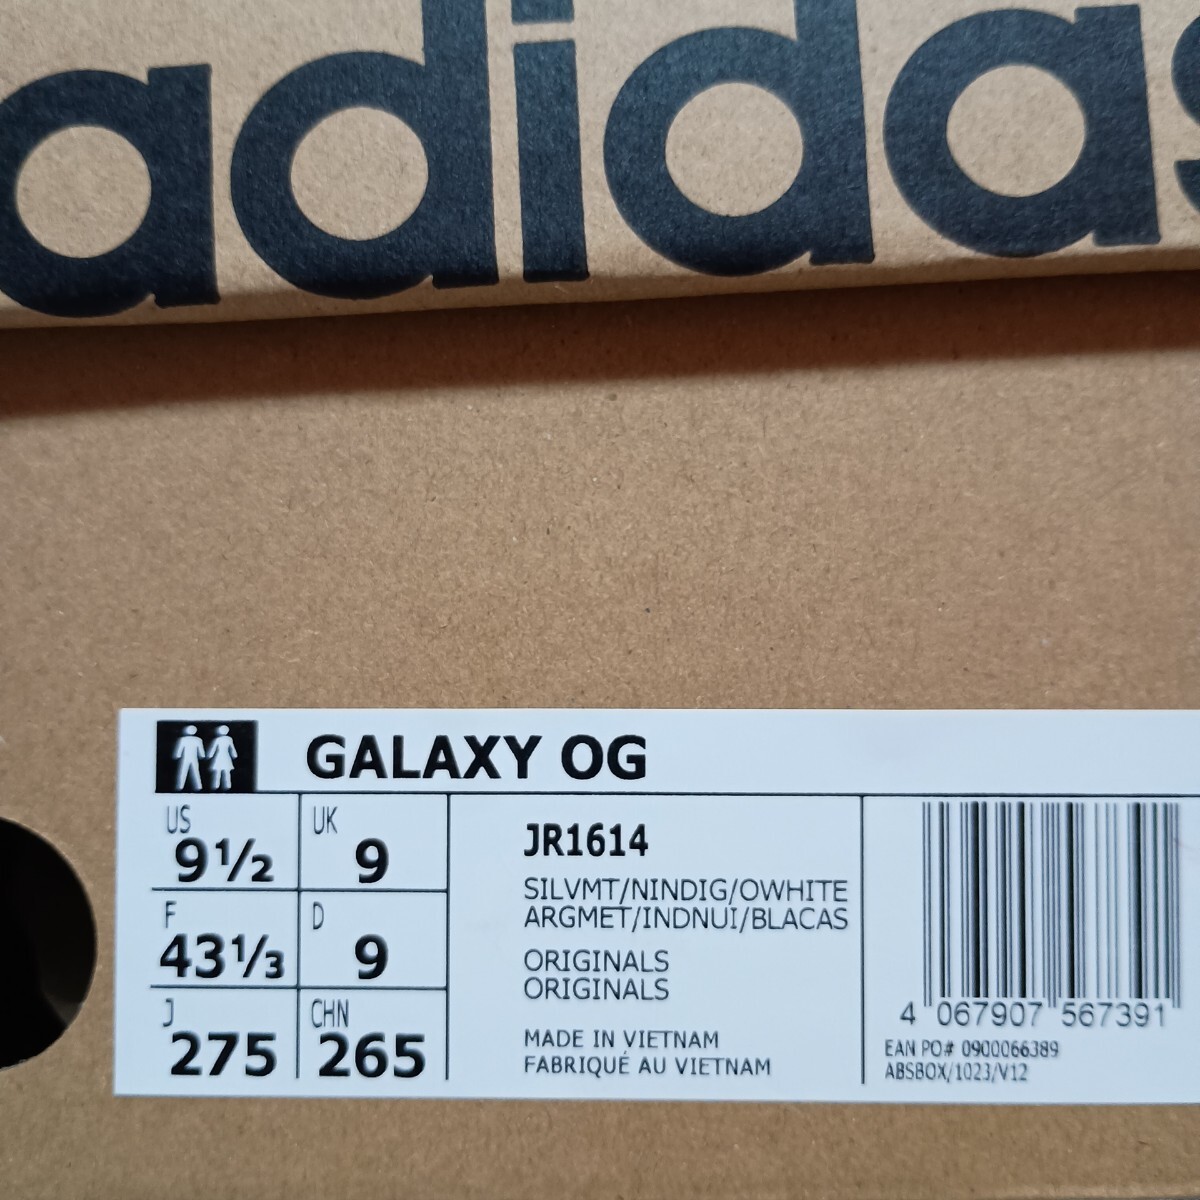 adidas
GALAXY OG
US 9½ UK 9
F 43⅓ D 9
J 275 CHN 265
JR1614
SILVMT/NINDIG/OWHITE
ARGMET/INDNUI/BLACAS
ORIGINALS
ORIGINALS
MADE IN VIETNAM
FABRIQUÉ AU VIETNAM
4 067907 567391
EAN PO# 0900066389
ABSBOX/1023/V12